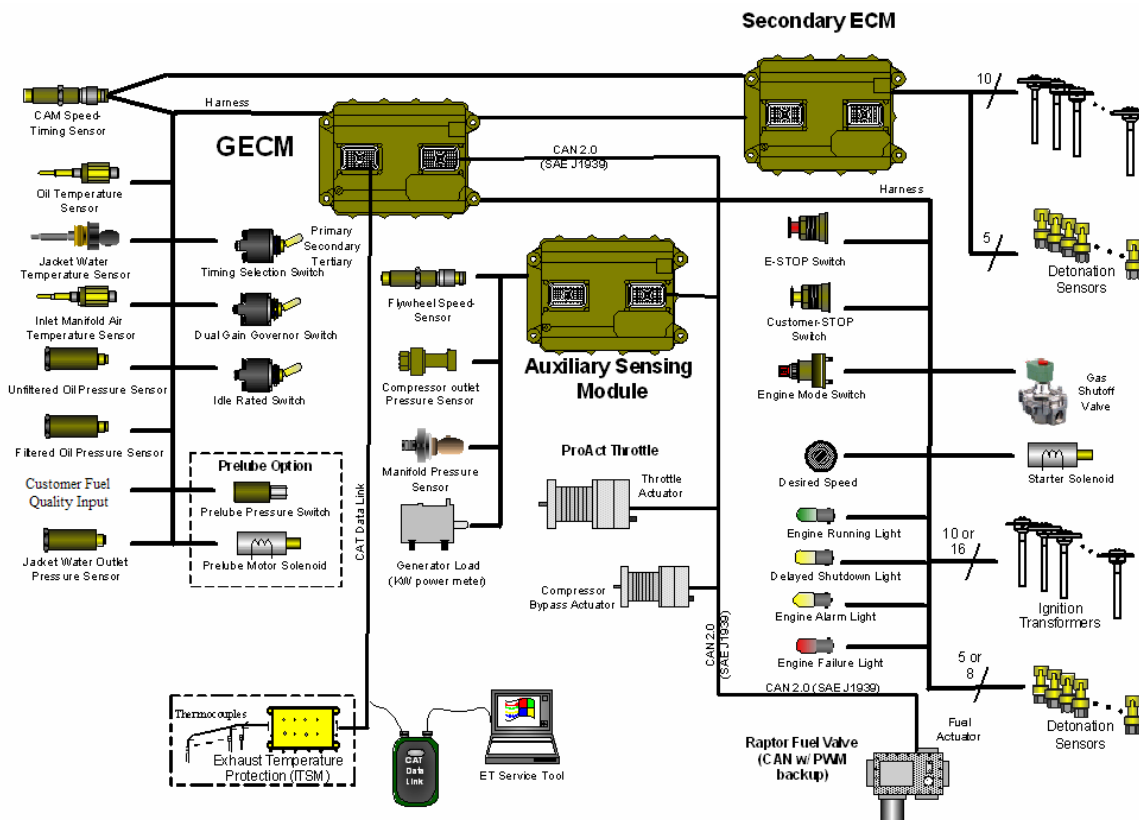 Secondary ECM
10
CAM Speed-
Timing Sensor
Harness
GECM
CAN 2.0
(SAE J1939)
Harness
Oil Temperature
Sensor
Primary
Secondary
Tertiary
Jacket Water
Temperature Sensor
Timing Selection Switch
E-STOP Switch
5
Detonation
Sensors
Flywheel Speed-
Sensor
Inlet Manifold Air
Temperature Sensor
Dual Gain Governor Switch
Customer-STOP
Switch
Auxiliary Sensing
Module
Unfiltered Oil Pressure Sensor
Idle Rated Switch
Compressor outlet
Pressure Sensor
Engine Mode Switch
Gas
Shutoff
Valve
Filtered Oil Pressure Sensor
Prelube Option
Manifold Pressure
Sensor
ProAct Throttle
Throttle
Actuator
Desired Speed
Starter Solenoid
Customer Fuel
Quality Input
Prelube Pressure Switch
CAT Data Link
Engine Running Light
10 or
16
Jacket Water Outlet
Pressure Sensor
Prelube Motor Solenoid
Generator Load
(KW power meter)
Compressor
Bypass Actuator
Delayed Shutdown Light
Ignition
Transformers
Engine Alarm Light
CAN 2.0
(SAE J1939)
Engine Failure Light
5 or
8
CAN 2.0 (SAE J1939)
Thermocouples
Exhaust Temperature
Protection (ITSM)
CAT
Data
Link
ET Service Tool
Raptor Fuel Valve
(CAN w/ PWM
backup)
Fuel
Actuator
Detonation
Sensors